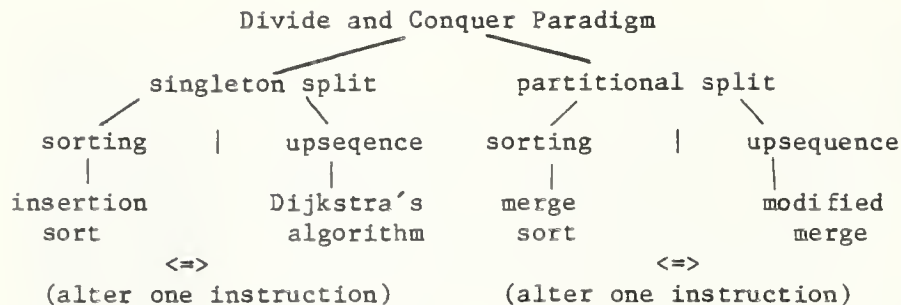 Divide and Conquer Paradigm
singleton split partitional split
sorting | upseqence sorting | upsequence
insertion Dijkstra's merge modified
sort algorithm sort merge
<=> <=>
(alter one instruction) (alter one instruction)